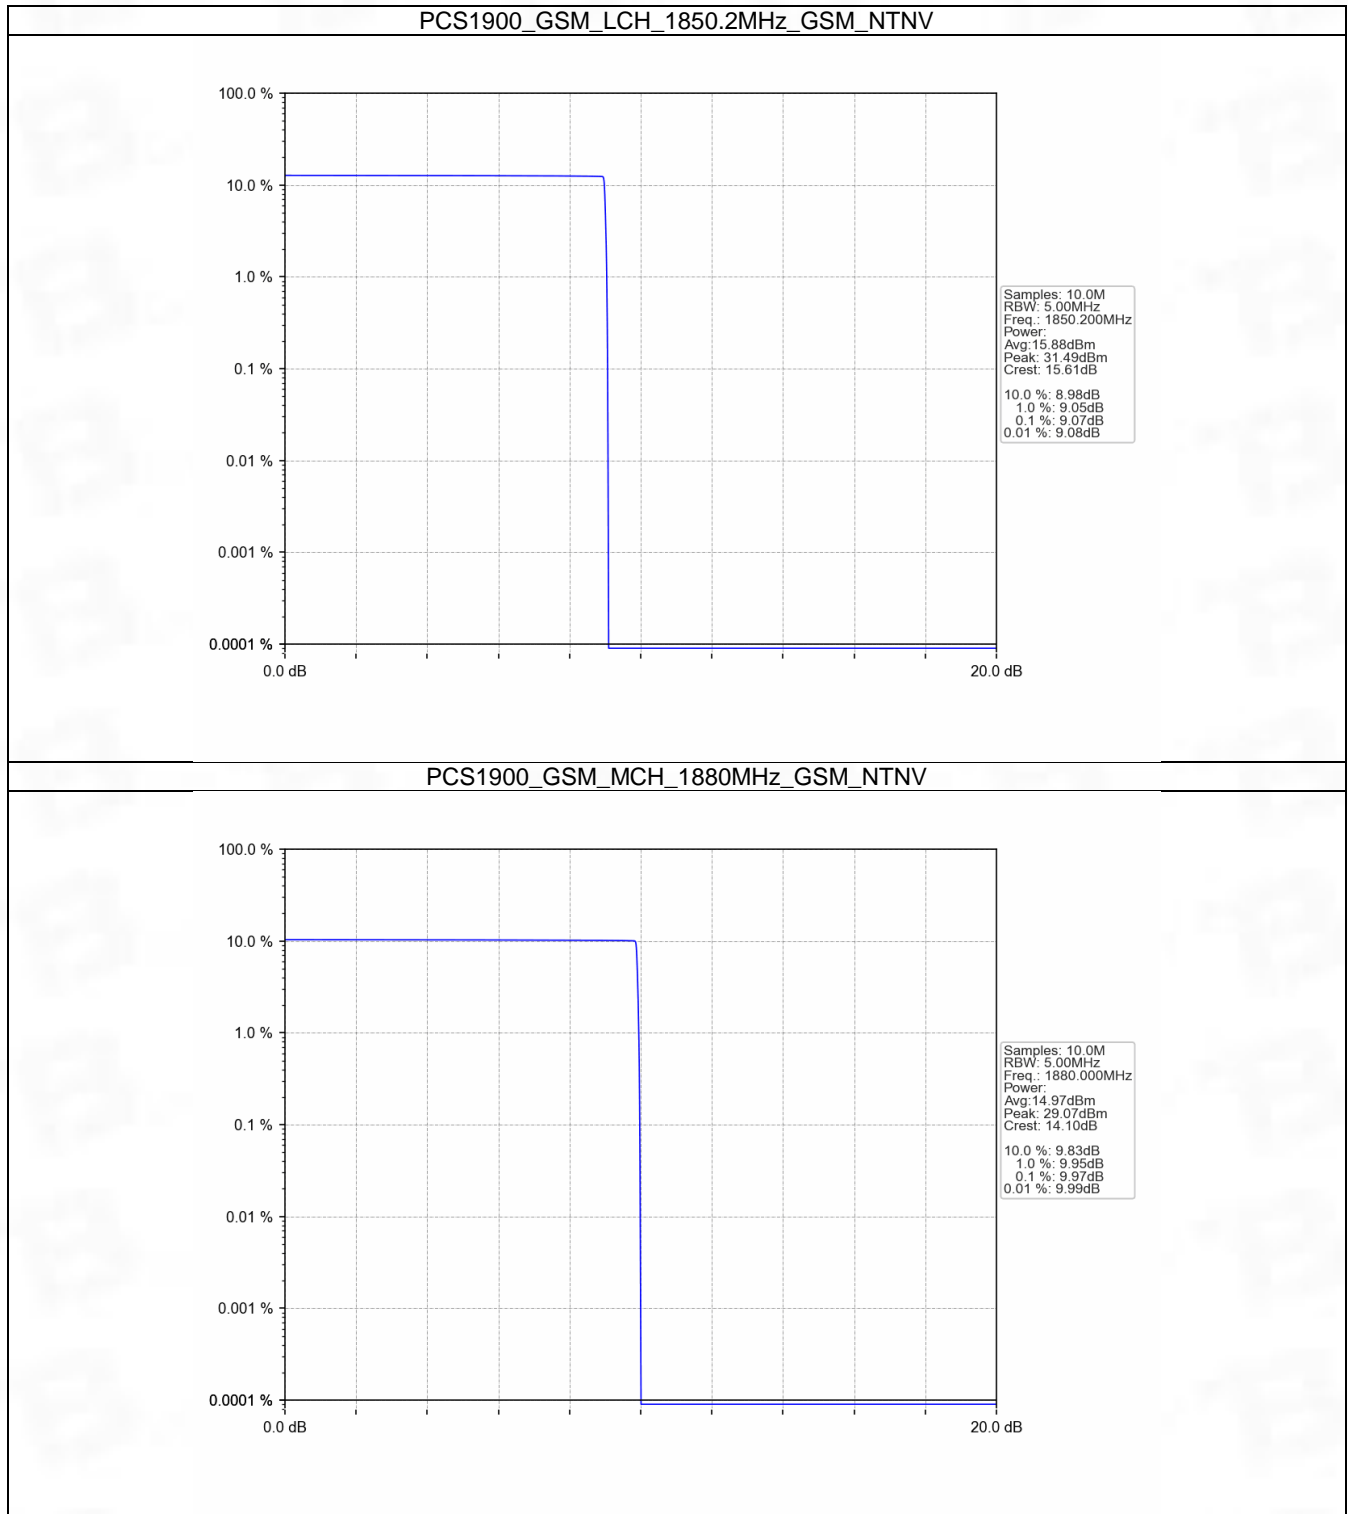 PCS1900_GSM_LCH_1850.2MHz_GSM_NTNV
100.0 %
10.0 %
1.0 %
0.1 %
0.01 %
0.001 %
0.0001 %
0.0 dB
20.0 dB
Samples: 10.0M
RBW: 5.00MHz
Freq.: 1850.200MHz
Power:
Avg:15.88dBm
Peak: 31.49dBm
Crest: 15.61dB
10.0 %: 8.98dB
1.0 %: 9.05dB
0.1 %: 9.07dB
0.01 %: 9.08dB
PCS1900_GSM_MCH_1880MHz_GSM_NTNV
100.0 %
10.0 %
1.0 %
0.1 %
0.01 %
0.001 %
0.0001 %
0.0 dB
20.0 dB
Samples: 10.0M
RBW: 5.00MHz
Freq.: 1880.000MHz
Power:
Avg:14.97dBm
Peak: 29.07dBm
Crest: 14.10dB
10.0 %: 9.83dB
1.0 %: 9.95dB
0.1 %: 9.97dB
0.01 %: 9.99dB